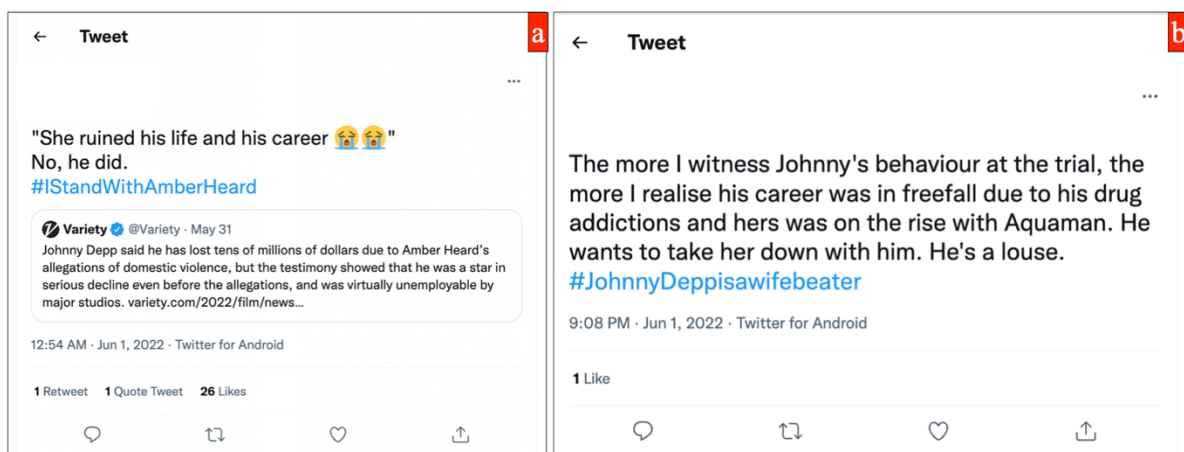 a
← Tweet
...
"She ruined his life and his career 😭😭"
No, he did.
#IStandWithAmberHeard
Variety @Variety · May 31
Johnny Depp said he has lost tens of millions of dollars due to Amber Heard's
allegations of domestic violence, but the testimony showed that he was a star in
serious decline even before the allegations, and was virtually unemployable by
major studios. variety.com/2022/film/news...
12:54 AM · Jun 1, 2022 · Twitter for Android
1 Retweet 1 Quote Tweet 26 Likes
b
← Tweet
...
The more I witness Johnny's behaviour at the trial, the
more I realise his career was in freefall due to his drug
addictions and hers was on the rise with Aquaman. He
wants to take her down with him. He's a louse.
#JohnnyDeppisawifebeater
9:08 PM · Jun 1, 2022 · Twitter for Android
1 Like